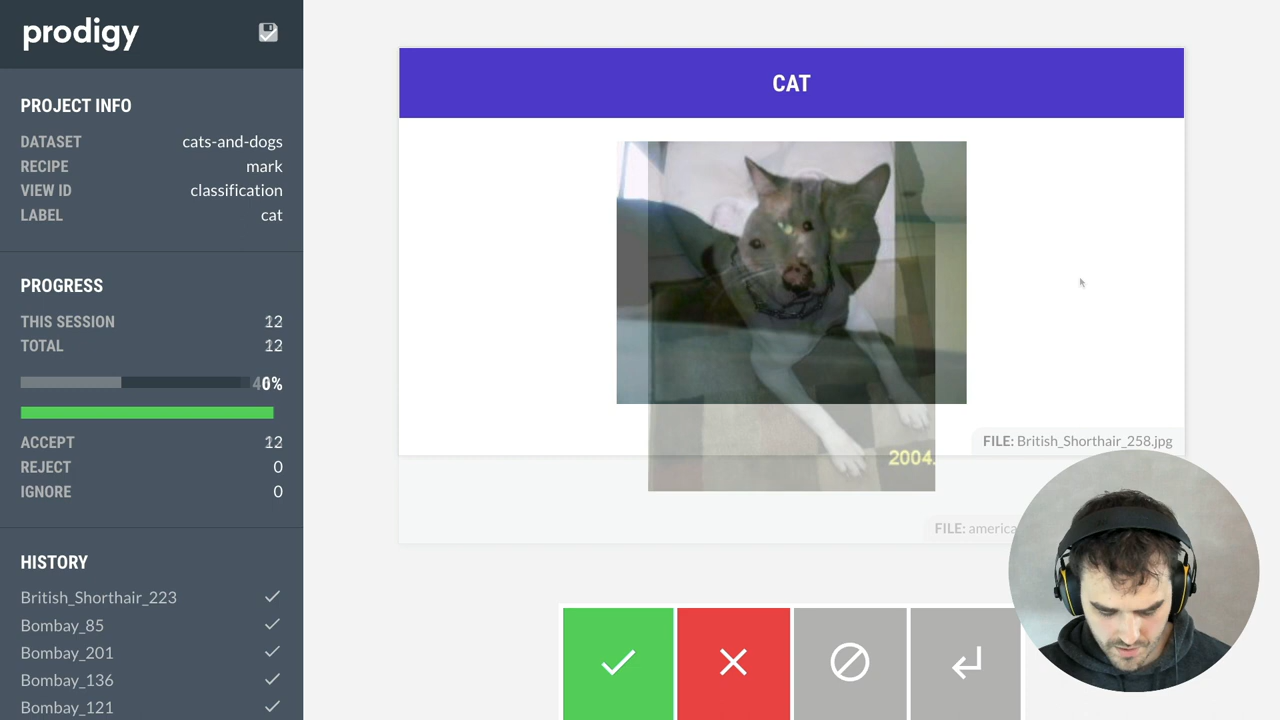 prodigy
PROJECT INFO
DATASET cats-and-dogs
RECIPE mark
VIEW ID classification
LABEL cat
PROGRESS
THIS SESSION 12
TOTAL 12
40%
ACCEPT 12
REJECT 0
IGNORE 0
HISTORY
British_Shorthair_223
Bombay_85
Bombay_201
Bombay_136
Bombay_121
CAT
2004.
FILE: British_Shorthair_258.jpg
FILE: america